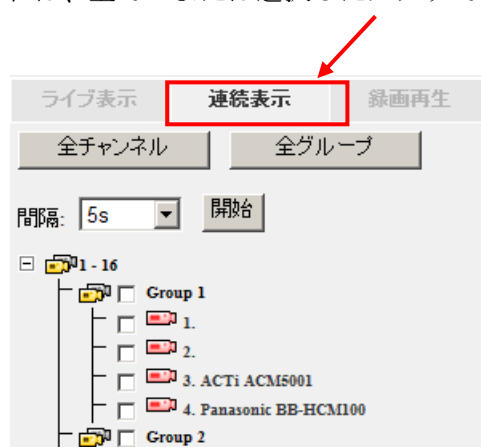 ライブ表示 連続表示 録画再生
全チャンネル 全グループ
間隔: 5s 開始
1 - 16
Group 1
1.
2.
3. ACTi ACM5001
4. Panasonic BB-HCM100
Group 2